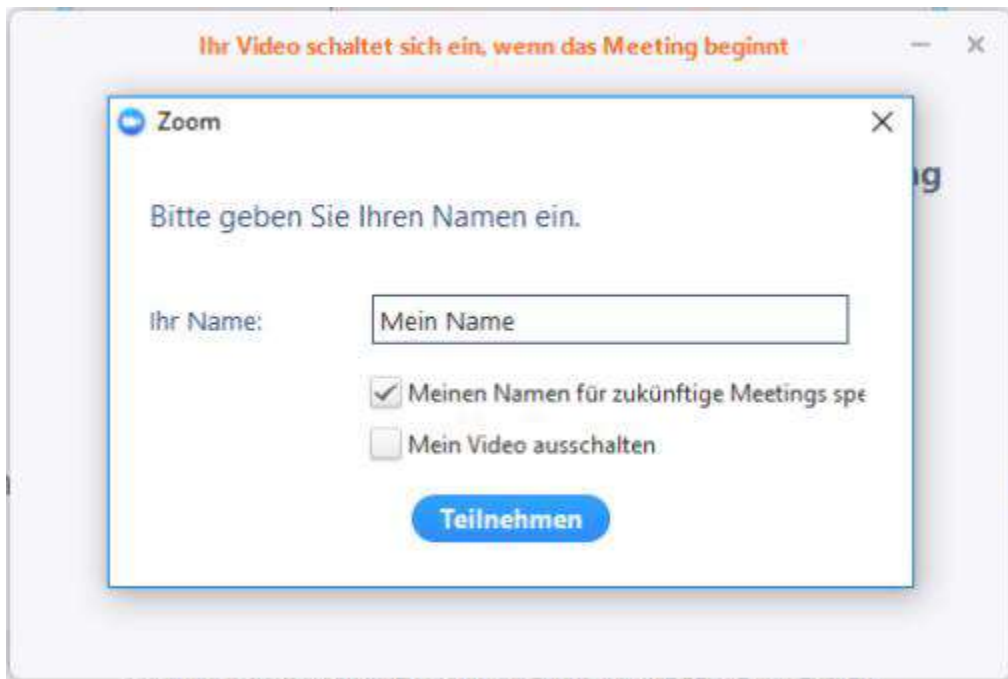 Ihr Video schaltet sich ein, wenn das Meeting beginnt
Zoom
Bitte geben Sie Ihren Namen ein.
Ihr Name:
Mein Name
Meinen Namen für zukünftige Meetings spe
Mein Video ausschalten
Teilnehmen